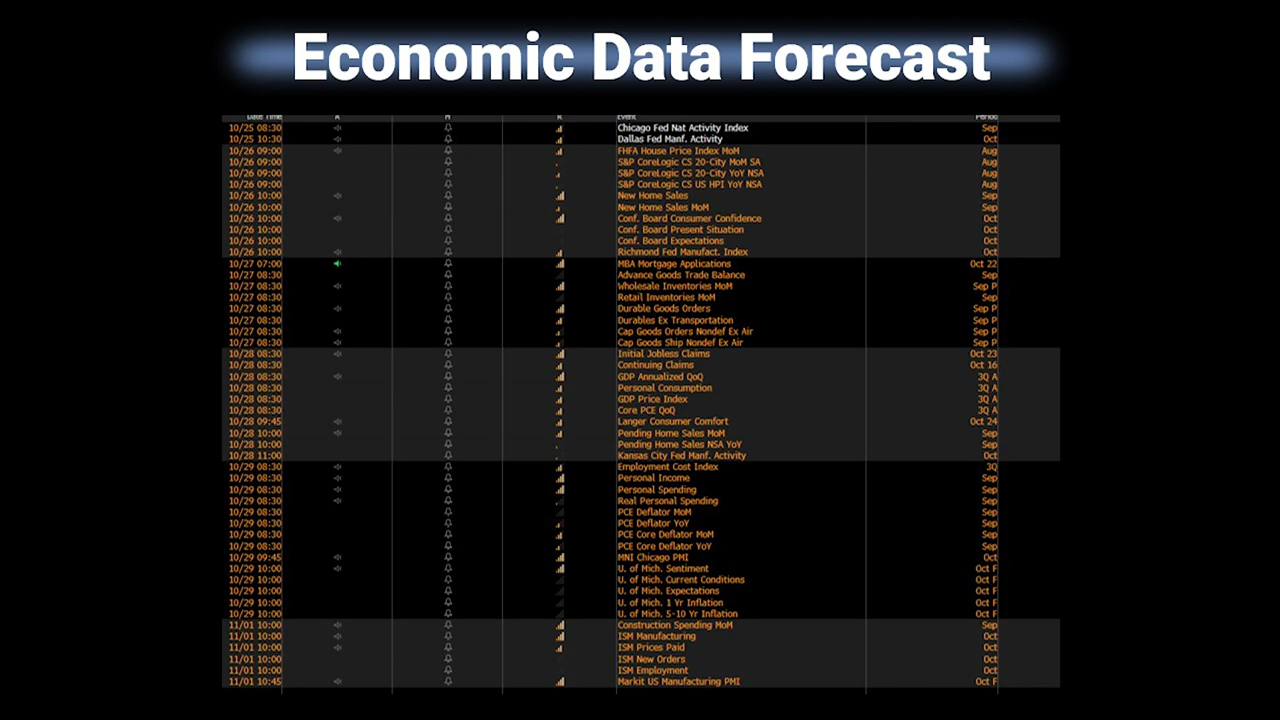 Economic Data Forecast
Date Time A M R Event Period
10/25 08:30 Chicago Fed Nat Activity Index Sep
10/25 10:30 Dallas Fed Manf. Activity Oct
10/26 09:00 FHFA House Price Index MoM Aug
10/26 09:00 S&P CoreLogic CS 20-City MoM SA Aug
10/26 09:00 S&P CoreLogic CS 20-City YoY NSA Aug
10/26 09:00 S&P CoreLogic CS US HPI YoY NSA Aug
10/26 10:00 New Home Sales Sep
10/26 10:00 New Home Sales MoM Sep
10/26 10:00 Conf. Board Consumer Confidence Oct
10/26 10:00 Conf. Board Present Situation Oct
10/26 10:00 Conf. Board Expectations Oct
10/26 10:00 Richmond Fed Manufact. Index Oct
10/27 07:00 MBA Mortgage Applications Oct 22
10/27 08:30 Advance Goods Trade Balance Sep
10/27 08:30 Wholesale Inventories MoM Sep P
10/27 08:30 Retail Inventories MoM Sep
10/27 08:30 Durable Goods Orders Sep P
10/27 08:30 Durables Ex Transportation Sep P
10/27 08:30 Cap Goods Orders Nondef Ex Air Sep P
10/27 08:30 Cap Goods Ship Nondef Ex Air Sep P
10/28 08:30 Initial Jobless Claims Oct 23
10/28 08:30 Continuing Claims Oct 16
10/28 08:30 GDP Annualized QoQ 3Q A
10/28 08:30 Personal Consumption 3Q A
10/28 08:30 GDP Price Index 3Q A
10/28 08:30 Core PCE QoQ 3Q A
10/28 09:45 Langer Consumer Comfort Oct 24
10/28 10:00 Pending Home Sales MoM Sep
10/28 10:00 Pending Home Sales NSA YoY Sep
10/28 11:00 Kansas City Fed Manf. Activity Oct
10/29 08:30 Employment Cost Index 3Q
10/29 08:30 Personal Income Sep
10/29 08:30 Personal Spending Sep
10/29 08:30 Real Personal Spending Sep
10/29 08:30 PCE Deflator MoM Sep
10/29 08:30 PCE Deflator YoY Sep
10/29 08:30 PCE Core Deflator MoM Sep
10/29 08:30 PCE Core Deflator YoY Sep
10/29 09:45 MNI Chicago PMI Oct
10/29 10:00 U. of Mich. Sentiment Oct F
10/29 10:00 U. of Mich. Current Conditions Oct F
10/29 10:00 U. of Mich. Expectations Oct F
10/29 10:00 U. of Mich. 1 Yr Inflation Oct F
10/29 10:00 U. of Mich. 5-10 Yr Inflation Oct F
11/01 10:00 Construction Spending MoM Sep
11/01 10:00 ISM Manufacturing Oct
11/01 10:00 ISM Prices Paid Oct
11/01 10:00 ISM New Orders Oct
11/01 10:00 ISM Employment Oct
11/01 10:45 Markit US Manufacturing PMI Oct F